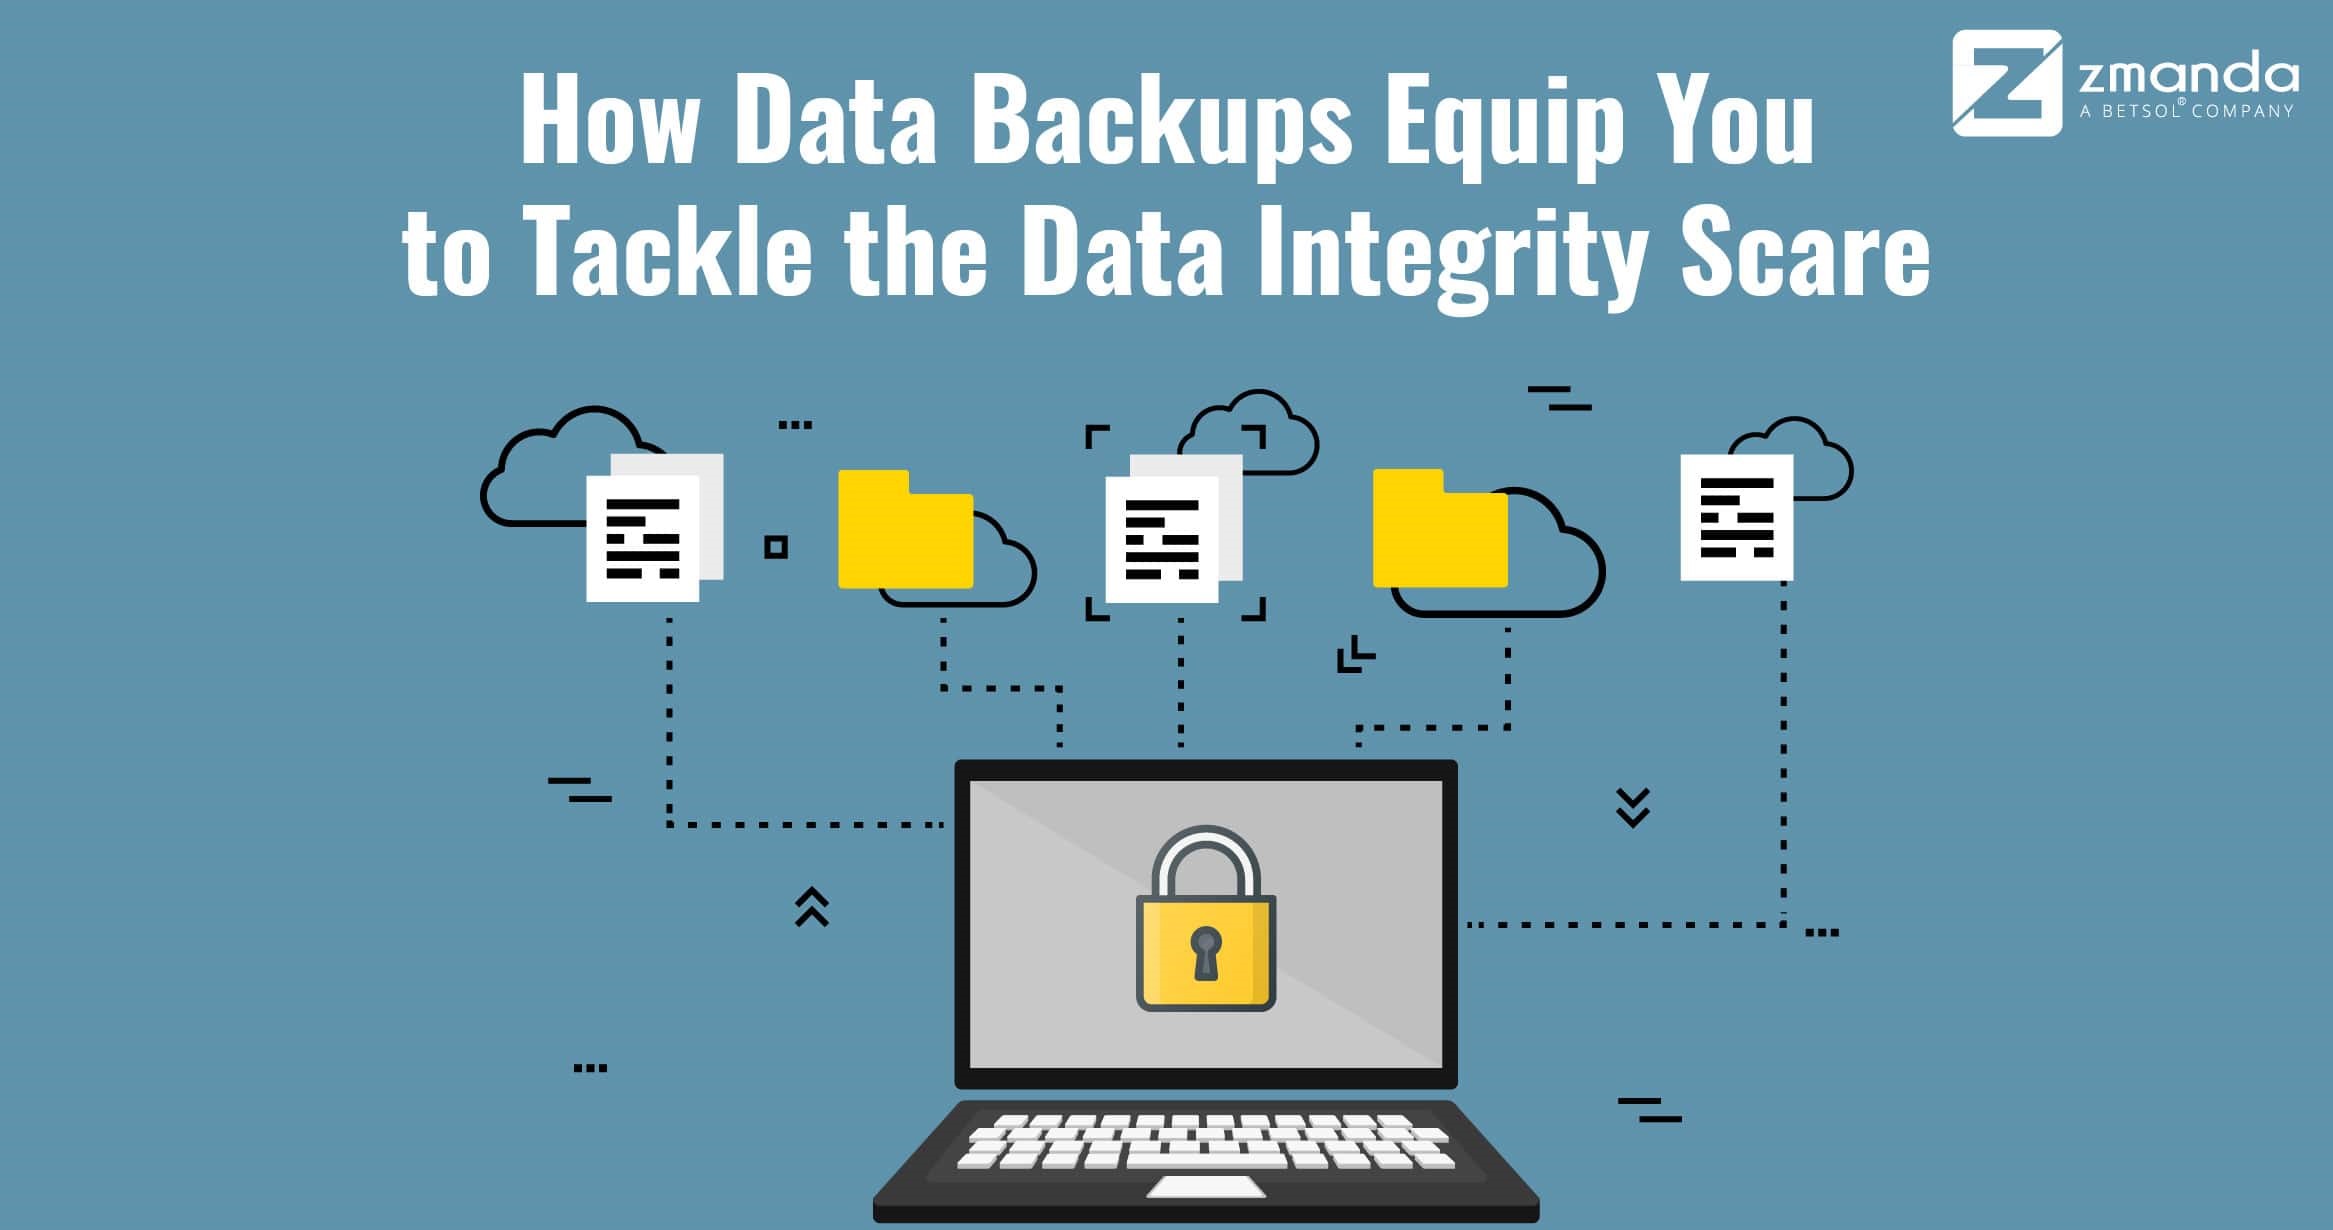 How Data Backups Equip You
to Tackle the Data Integrity Scare
zmanda
A BETSOL® COMPANY